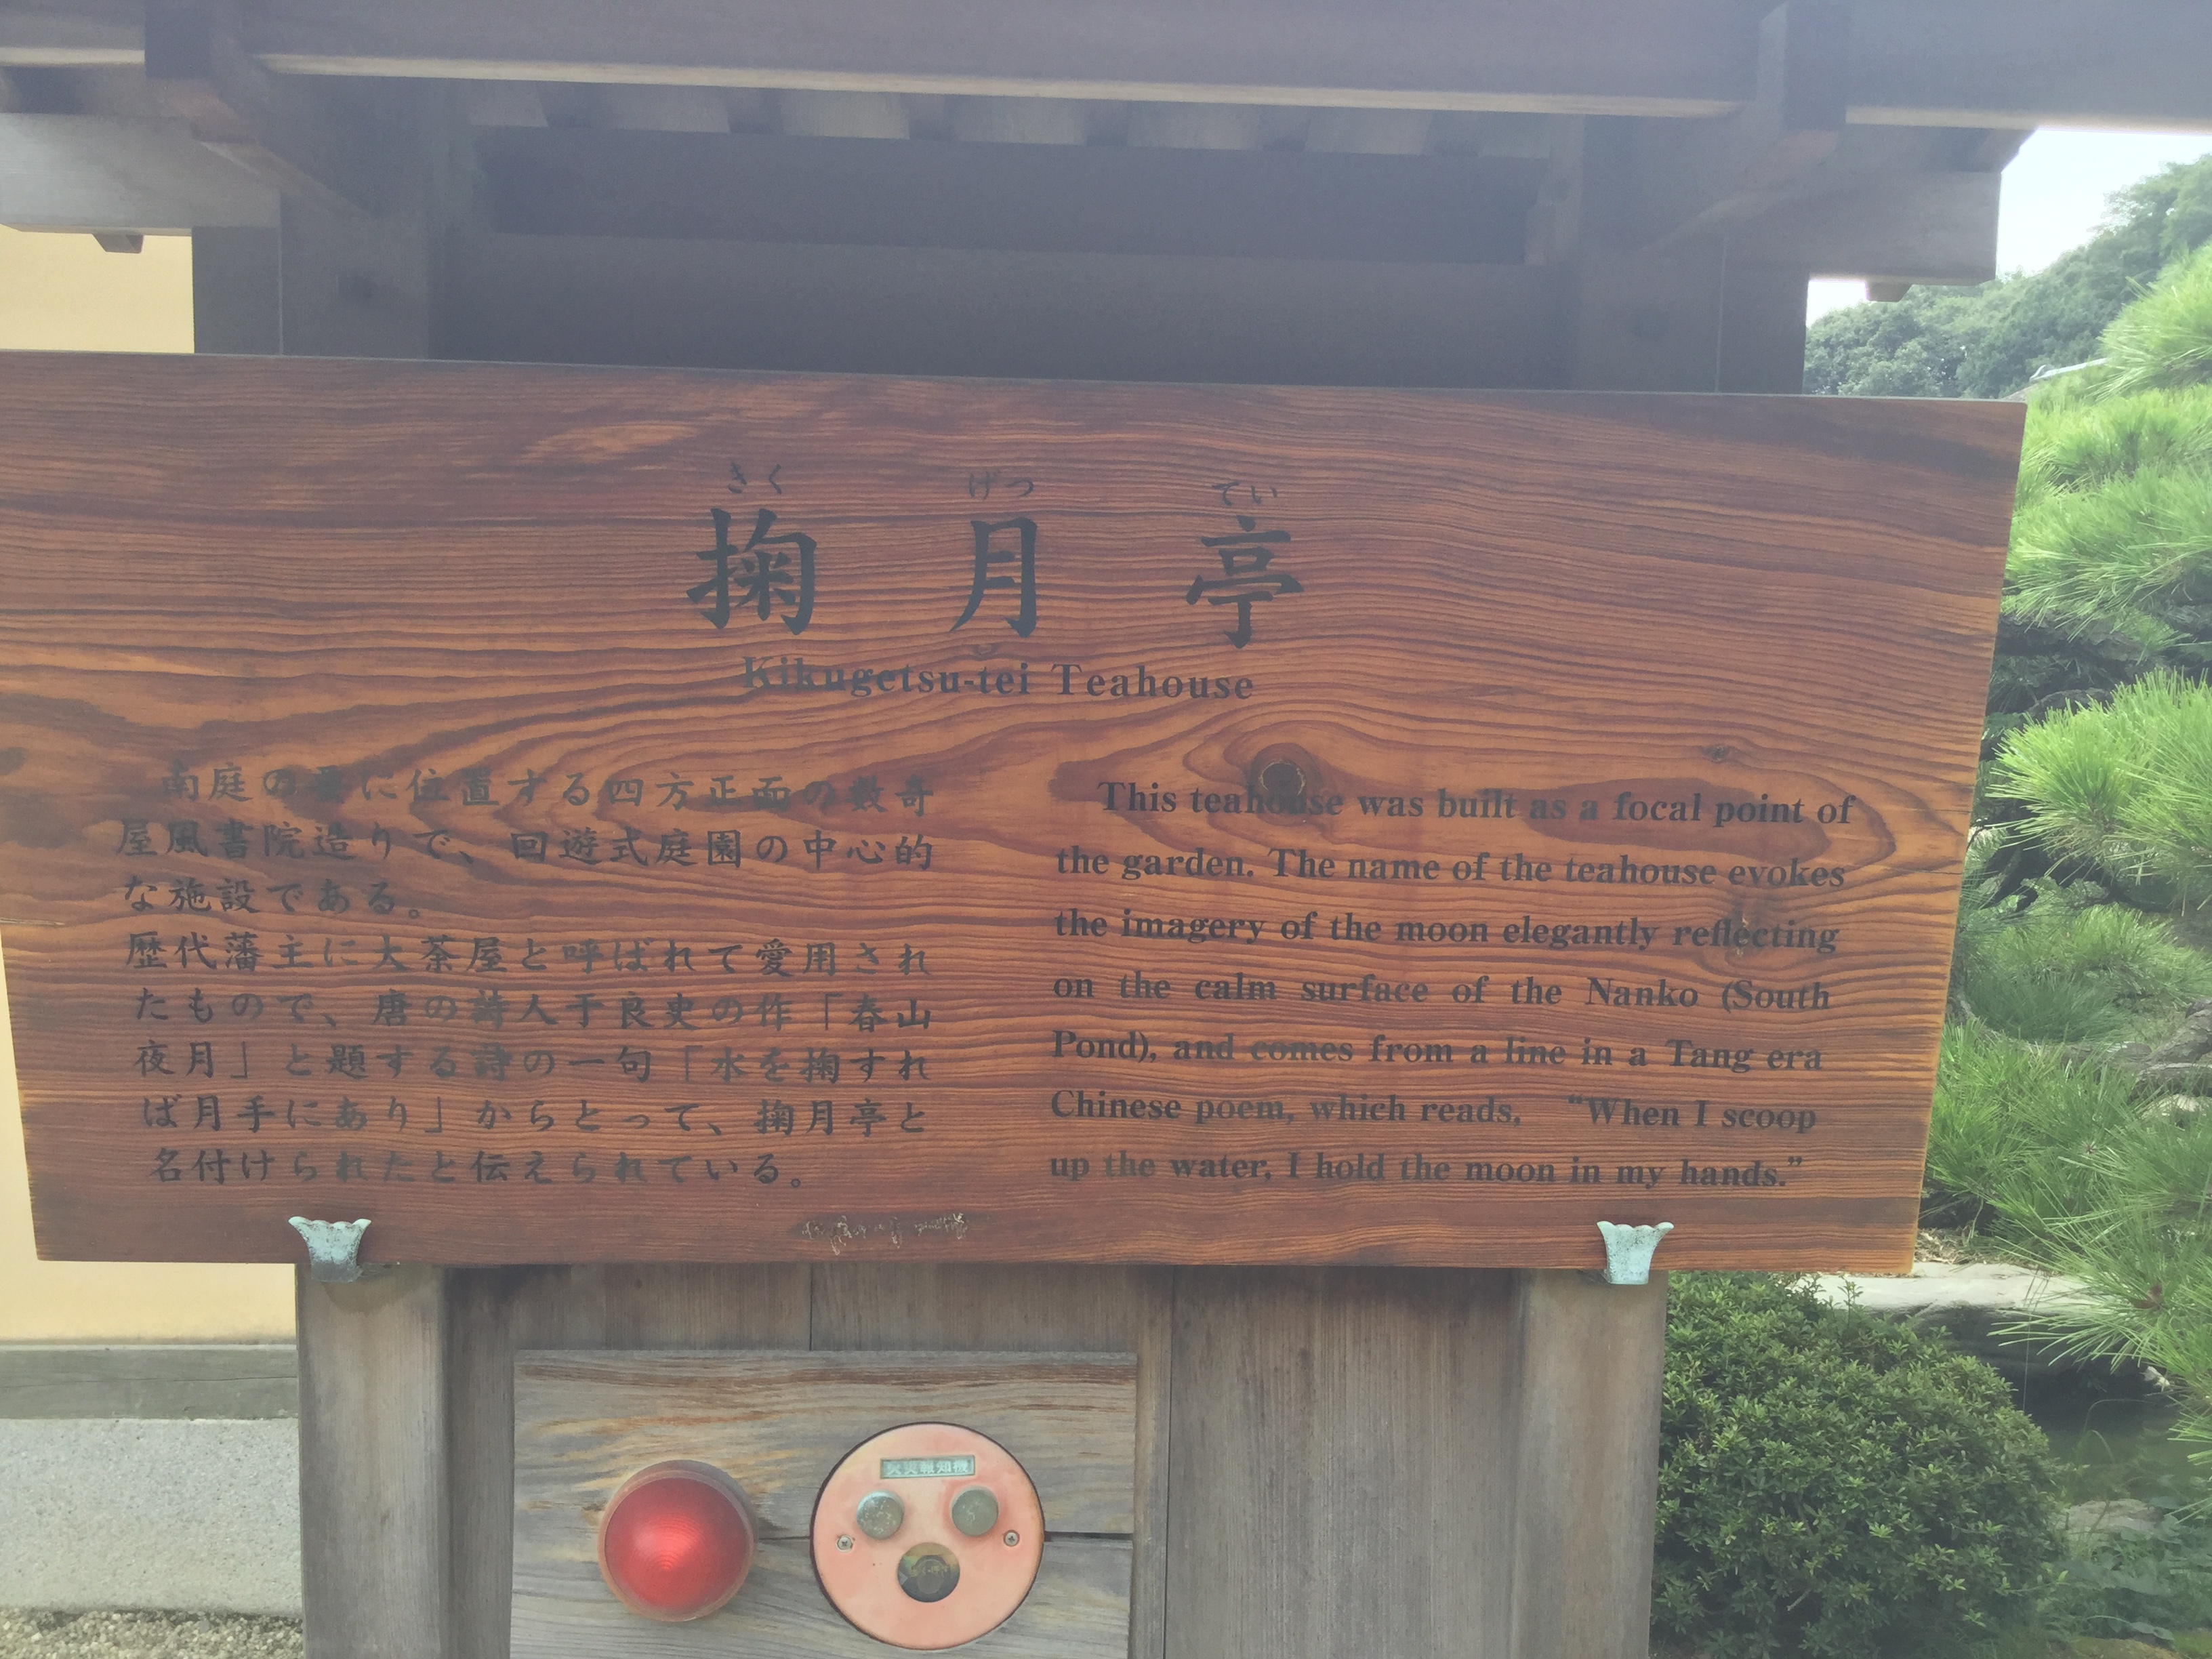 きく げつ てい
掬月亭
Kikugetsu-tei Teahouse
南庭の要に位置する四方正面の数奇
屋風書院造りで、回遊式庭園の中心的
な施設である。
歴代藩主に大茶屋と呼ばれて愛用され
たもので、唐の詩人于良史の作「春山
夜月」と題する詩の一句「水を掬すれ
ば月手にあり」からとって、掬月亭と
名付けられたと伝えられている。
This teahouse was built as a focal point of
the garden. The name of the teahouse evokes
the imagery of the moon elegantly reflecting
on the calm surface of the Nanko (South
Pond), and comes from a line in a Tang era
Chinese poem, which reads, “When I scoop
up the water, I hold the moon in my hands.”
火災報知機